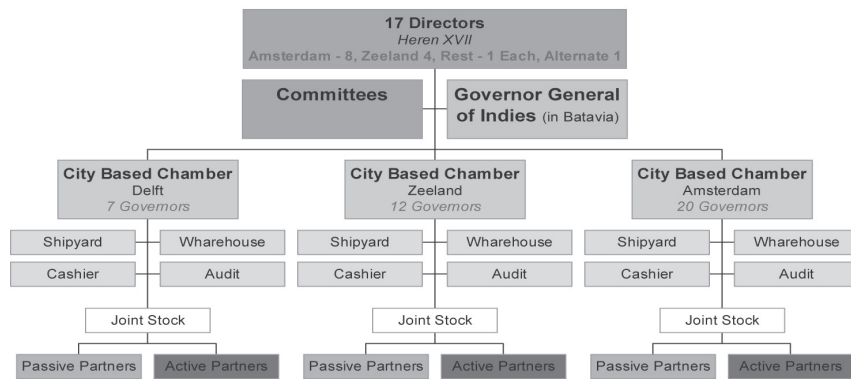 17 Directors
Heren XVII
Amsterdam - 8, Zeeland 4, Rest - 1 Each, Alternate 1
Committees
Governor General
of Indies (in Batavia)
City Based Chamber
Delft
7 Governors
City Based Chamber
Zeeland
12 Governors
City Based Chamber
Amsterdam
20 Governors
Shipyard
Wharehouse
Shipyard
Wharehouse
Shipyard
Wharehouse
Cashier
Audit
Cashier
Audit
Cashier
Audit
Joint Stock
Joint Stock
Joint Stock
Passive Partners
Active Partners
Passive Partners
Active Partners
Passive Partners
Active Partners